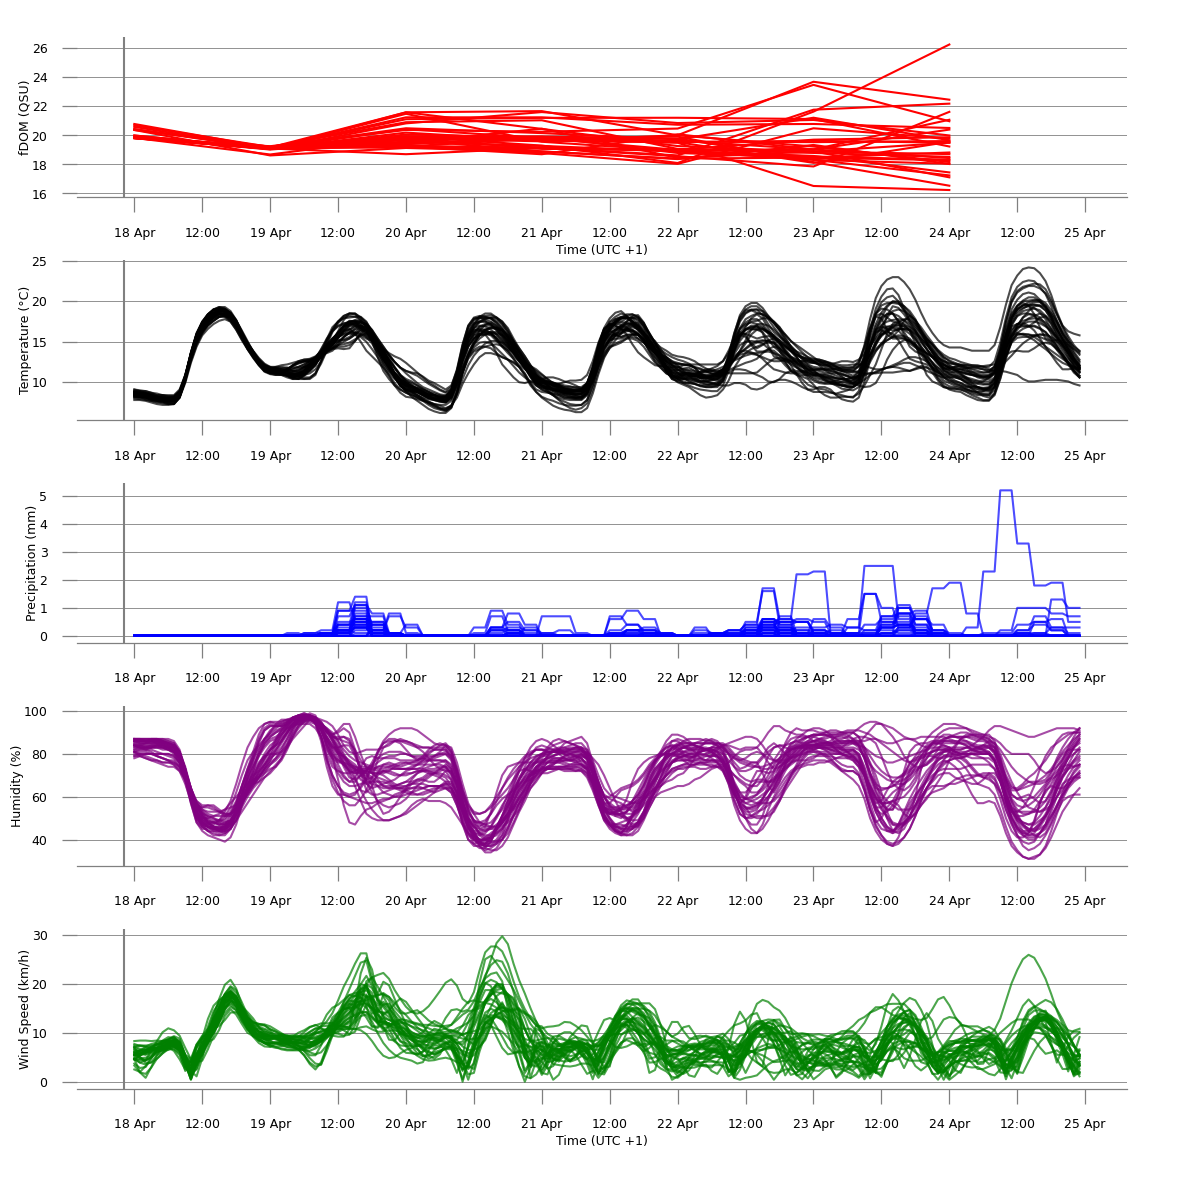 26
24
22
20
18
16
fDOM (QSU)
18 Apr 12:00 19 Apr 12:00 20 Apr 12:00 21 Apr 12:00 22 Apr 12:00 23 Apr 12:00 24 Apr 12:00 25 Apr
Time (UTC +1)
25
20
15
10
Temperature (°C)
18 Apr 12:00 19 Apr 12:00 20 Apr 12:00 21 Apr 12:00 22 Apr 12:00 23 Apr 12:00 24 Apr 12:00 25 Apr
5
4
3
2
1
0
Precipitation (mm)
18 Apr 12:00 19 Apr 12:00 20 Apr 12:00 21 Apr 12:00 22 Apr 12:00 23 Apr 12:00 24 Apr 12:00 25 Apr
100
80
60
40
Humidity (%)
18 Apr 12:00 19 Apr 12:00 20 Apr 12:00 21 Apr 12:00 22 Apr 12:00 23 Apr 12:00 24 Apr 12:00 25 Apr
30
20
10
0
Wind Speed (km/h)
18 Apr 12:00 19 Apr 12:00 20 Apr 12:00 21 Apr 12:00 22 Apr 12:00 23 Apr 12:00 24 Apr 12:00 25 Apr
Time (UTC +1)